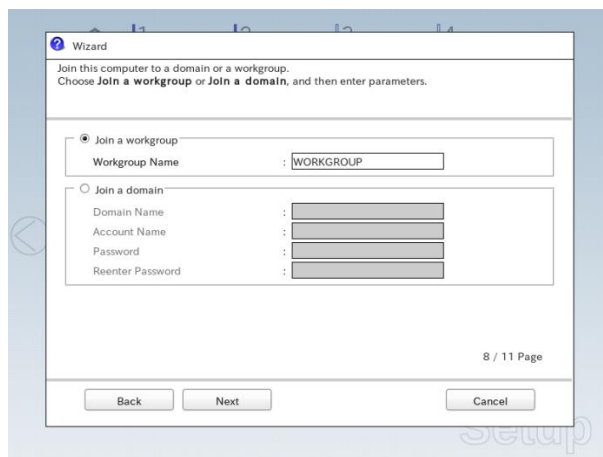 Wizard
Join this computer to a domain or a workgroup.
Choose Join a workgroup or Join a domain, and then enter parameters.
Join a workgroup
Workgroup Name : WORKGROUP
Join a domain
Domain Name :
Account Name :
Password :
Reenter Password :
8 / 11 Page
Back Next Cancel
Setup